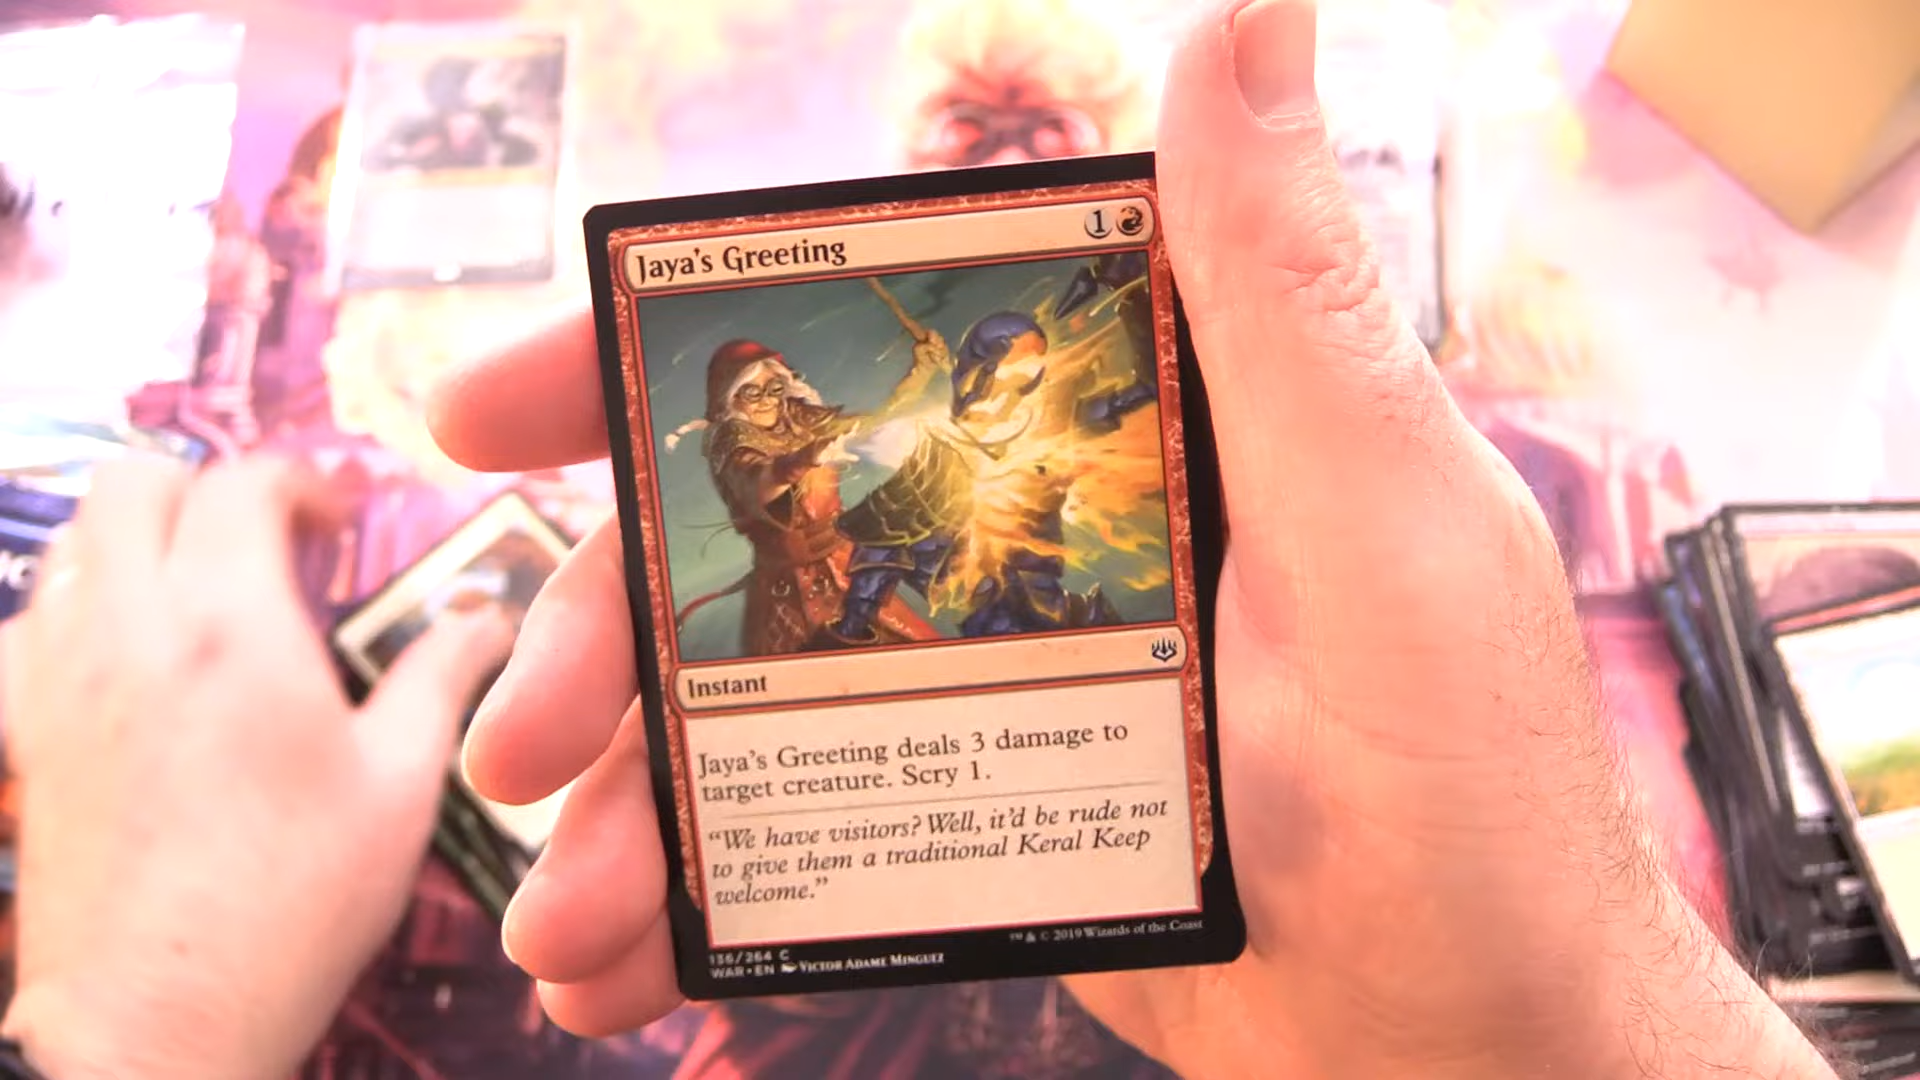 Jaya's Greeting
1
Instant
Jaya's Greeting deals 3 damage to
target creature. Scry 1.
“We have visitors? Well, it'd be rude not
to give them a traditional Keral Keep
welcome.”
136/264 C
WAR • EN Victor Adame Minguez
™ & © 2019 Wizards of the Coast